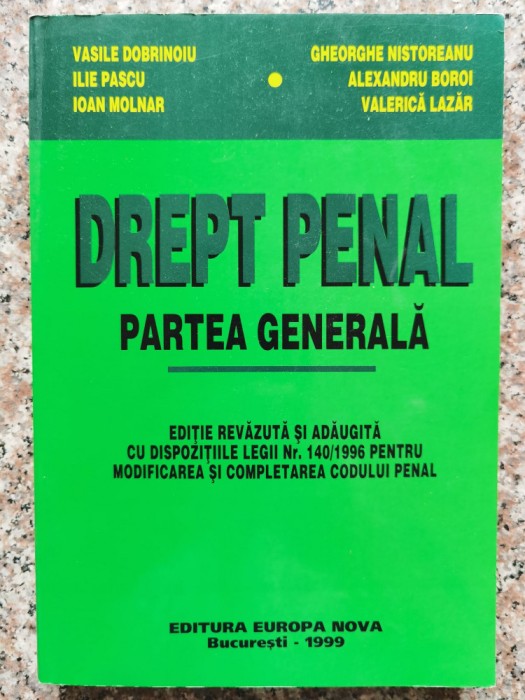 VASILE DOBRINOIU
ILIE PASCU
IOAN MOLNAR
GHEORGHE NISTOREANU
ALEXANDRU BOROI
VALERICĂ LAZĂR
DREPT PENAL
PARTEA GENERALĂ
EDIȚIE REVĂZUTĂ ȘI ADĂUGITĂ
CU DISPOZIȚIILE LEGII Nr. 140/1996 PENTRU
MODIFICAREA ȘI COMPLETAREA CODULUI PENAL
EDITURA EUROPA NOVA
București - 1999